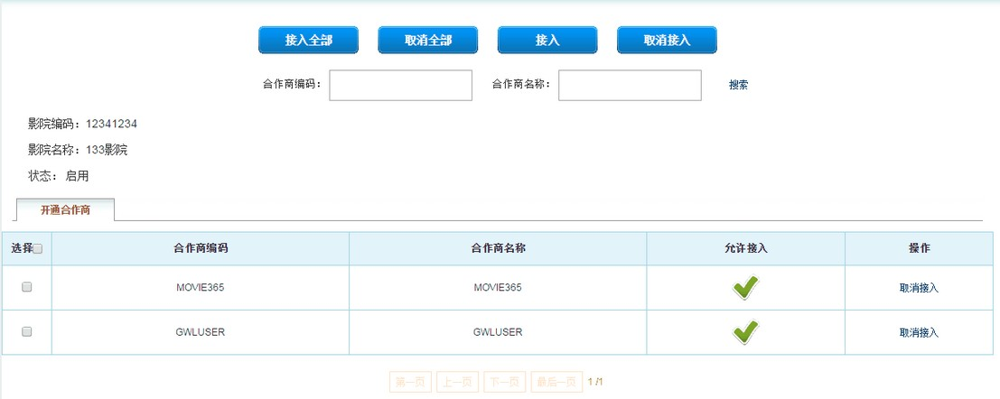 接入全部 取消全部 接入 取消接入
合作商编码： 合作商名称： 搜索
影院编码：12341234
影院名称：133影院
状态： 启用
开通合作商
选择 合作商编码 合作商名称 允许接入 操作
MOVIE365 MOVIE365 取消接入
GWLUSER GWLUSER 取消接入
第一页 上一页 下一页 最后一页 1 /1